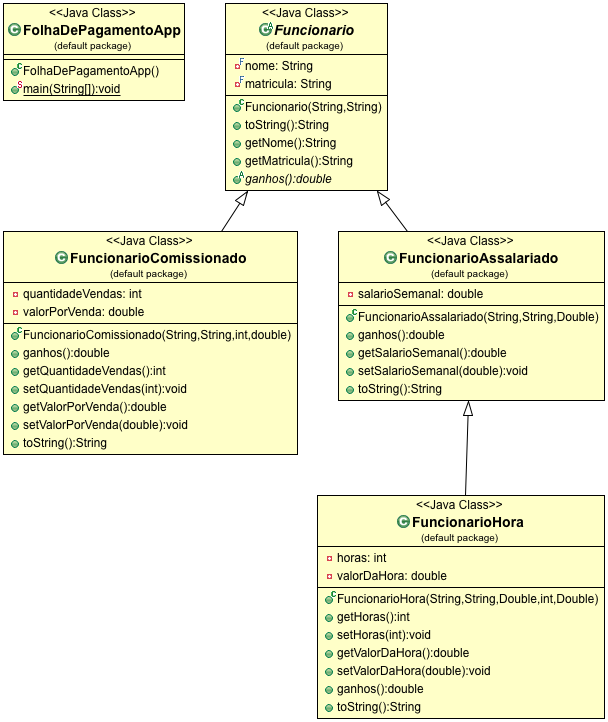 <<Java Class>>
FolhaDePagamentoApp
(default package)
FolhaDePagamentoApp()
main(String[]):void
<<Java Class>>
Funcionario
(default package)
nome: String
matricula: String
Funcionario(String,String)
toString():String
getNome():String
getMatricula():String
ganhos():double
<<Java Class>>
FuncionarioComissionado
(default package)
quantidadeVendas: int
valorPorVenda: double
FuncionarioComissionado(String,String,int,double)
ganhos():double
getQuantidadeVendas():int
setQuantidadeVendas(int):void
getValorPorVenda():double
setValorPorVenda(double):void
toString():String
<<Java Class>>
FuncionarioAssalariado
(default package)
salarioSemanal: double
FuncionarioAssalariado(String,String,Double)
ganhos():double
getSalarioSemanal():double
setSalarioSemanal(double):void
toString():String
<<Java Class>>
FuncionarioHora
(default package)
horas: int
valorDaHora: double
FuncionarioHora(String,String,Double,int,Double)
getHoras():int
setHoras(int):void
getValorDaHora():double
setValorDaHora(double):void
ganhos():double
toString():String